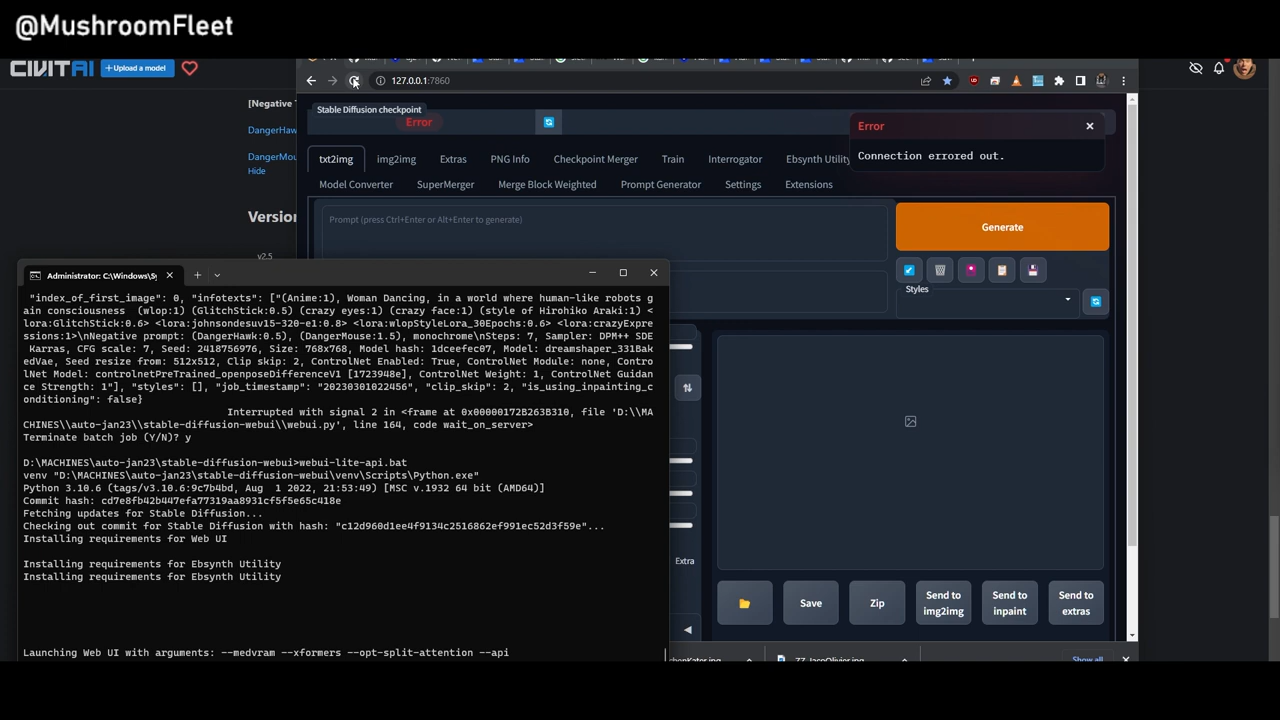 @MushroomFleet
CIVITAI
+ Upload a model
127.0.0.1:7860
[Negative T
DangerHaw
DangerMou
Hide
Version
v2.5
Stable Diffusion checkpoint
Error
Error
Connection errored out.
txt2img
img2img
Extras
PNG Info
Checkpoint Merger
Train
Interrogator
Ebsynth Utility
Model Converter
SuperMerger
Merge Block Weighted
Prompt Generator
Settings
Extensions
Prompt (press Ctrl+Enter or Alt+Enter to generate)
Generate
Styles
Administrator: C:\Windows\Sy
"index_of_first_image": 0, "infotexts": ["(Anime:1), Woman Dancing, in a world where human-like robots g
ain consciousness  (wlop:1) (GlitchStick:0.5) (crazy eyes:1) (crazy face:1) (style of Hirohiko Araki:1) <
lora:GlitchStick:0.6> <lora:johnsondesuv15-320-e1:0.8> <lora:wlopStyleLora_30Epochs:0.6> <lora:crazyExpre
ssions:1>\nNegative prompt: (DangerHawk:0.5), (DangerMouse:1.5), monochrome\nSteps: 7, Sampler: DPM++ SDE
Karras, CFG scale: 7, Seed: 2418756976, Size: 768x768, Model hash: 1dceefec07, Model: dreamshaper_331Bak
edVae, Seed resize from: 512x512, Clip skip: 2, ControlNet Enabled: True, ControlNet Module: none, Contro
lNet Model: controlnetPreTrained_openposeDifferenceV1 [1723948e], ControlNet Weight: 1, ControlNet Guidan
ce Strength: 1"], "styles": [], "job_timestamp": "20230301022456", "clip_skip": 2, "is_using_inpainting_c
onditioning": false}
Interrupted with signal 2 in <frame at 0x00000172B263B310, file 'D:\\MA
CHINES\\auto-jan23\\stable-diffusion-webui\\webui.py', line 164, code wait_on_server>
Terminate batch job (Y/N)? y
D:\MACHINES\auto-jan23\stable-diffusion-webui>webui-lite-api.bat
venv "D:\MACHINES\auto-jan23\stable-diffusion-webui\venv\Scripts\Python.exe"
Python 3.10.6 (tags/v3.10.6:9c7b4bd, Aug  1 2022, 21:53:49) [MSC v.1932 64 bit (AMD64)]
Commit hash: cd7e8fb42b447efa77319aa8931cf5f5e65c418e
Fetching updates for Stable Diffusion...
Checking out commit for Stable Diffusion with hash: "c12d960d1ee4f9134c2516862ef991ec52d3f59e"...
Installing requirements for Web UI
Installing requirements for Ebsynth Utility
Installing requirements for Ebsynth Utility
Launching Web UI with arguments: --medvram --xformers --opt-split-attention --api
Extra
Save
Zip
Send to
img2img
Send to
inpaint
Send to
extras
Show all